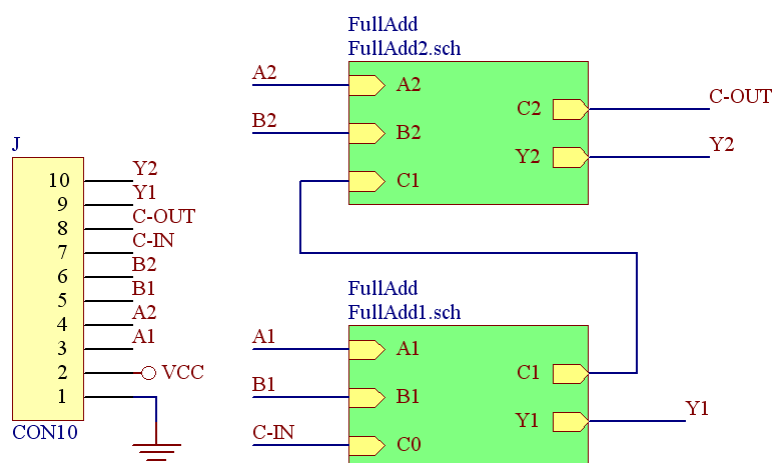 FullAdd
FullAdd2.sch
A2
A2
C2
C-OUT
B2
B2
Y2
Y2
C1
J
10
Y2
9
Y1
8
C-OUT
7
C-IN
6
B2
5
B1
4
A2
3
A1
2
VCC
1
CON10
FullAdd
FullAdd1.sch
A1
A1
C1
B1
B1
Y1
Y1
C-IN
C0